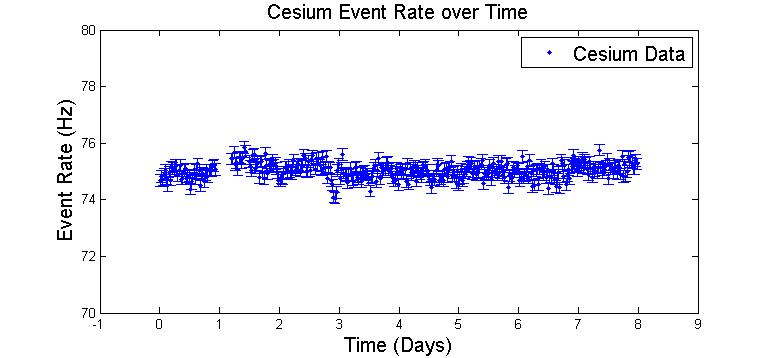 Cesium Event Rate over Time
80
78
76
74
72
70
Event Rate (Hz)
Cesium Data
-1 0 1 2 3 4 5 6 7 8 9
Time (Days)